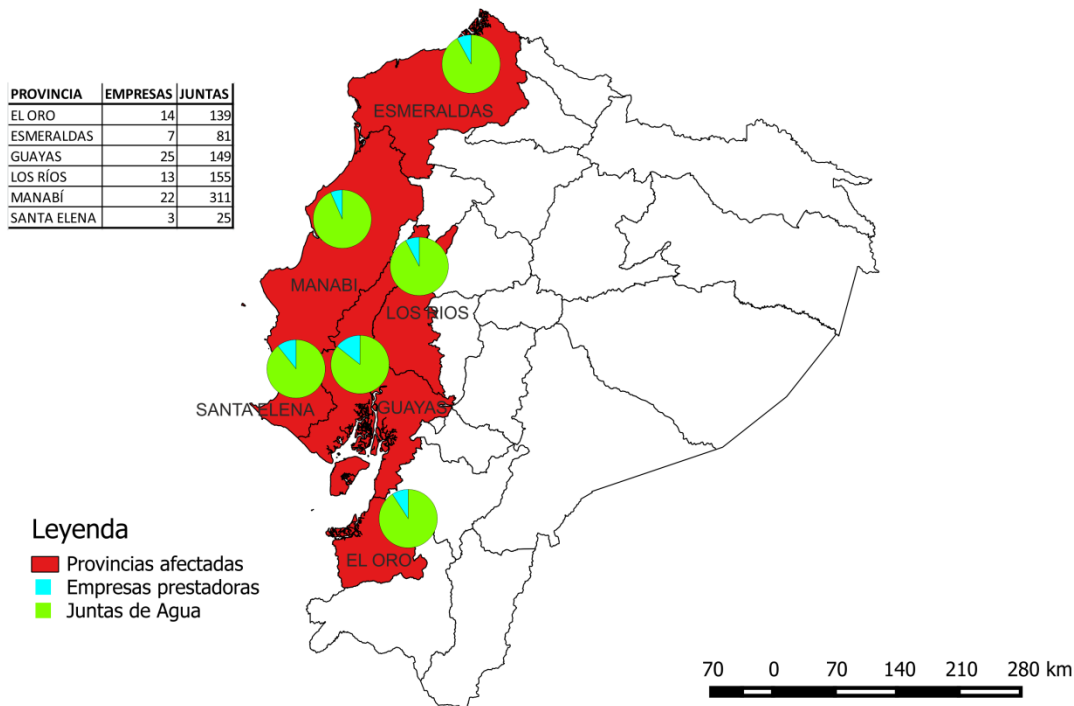 PROVINCIA EMPRESAS JUNTAS
EL ORO 14 139
ESMERALDAS 7 81
GUAYAS 25 149
LOS RÍOS 13 155
MANABÍ 22 311
SANTA ELENA 3 25
ESMERALDAS
MANABI
LOS RIOS
SANTA ELENA
GUAYAS
EL ORO
Leyenda
Provincias afectadas
Empresas prestadoras
Juntas de Agua
70 0 70 140 210 280 km